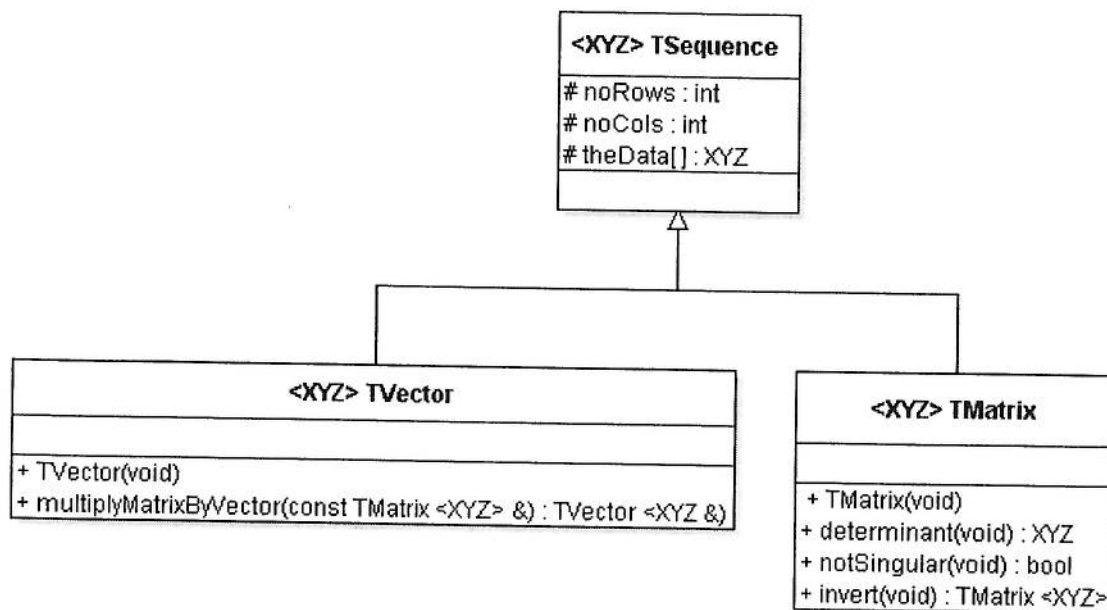 <XYZ> TSequence
# noRows : int
# noCols : int
# theData[] : XYZ
<XYZ> TVector
+ TVector(void)
+ multiplyMatrixByVector(const TMatrix <XYZ> &) : TVector <XYZ &)
<XYZ> TMatrix
+ TMatrix(void)
+ determinant(void) : XYZ
+ notSingular(void) : bool
+ invert(void) : TMatrix <XYZ>